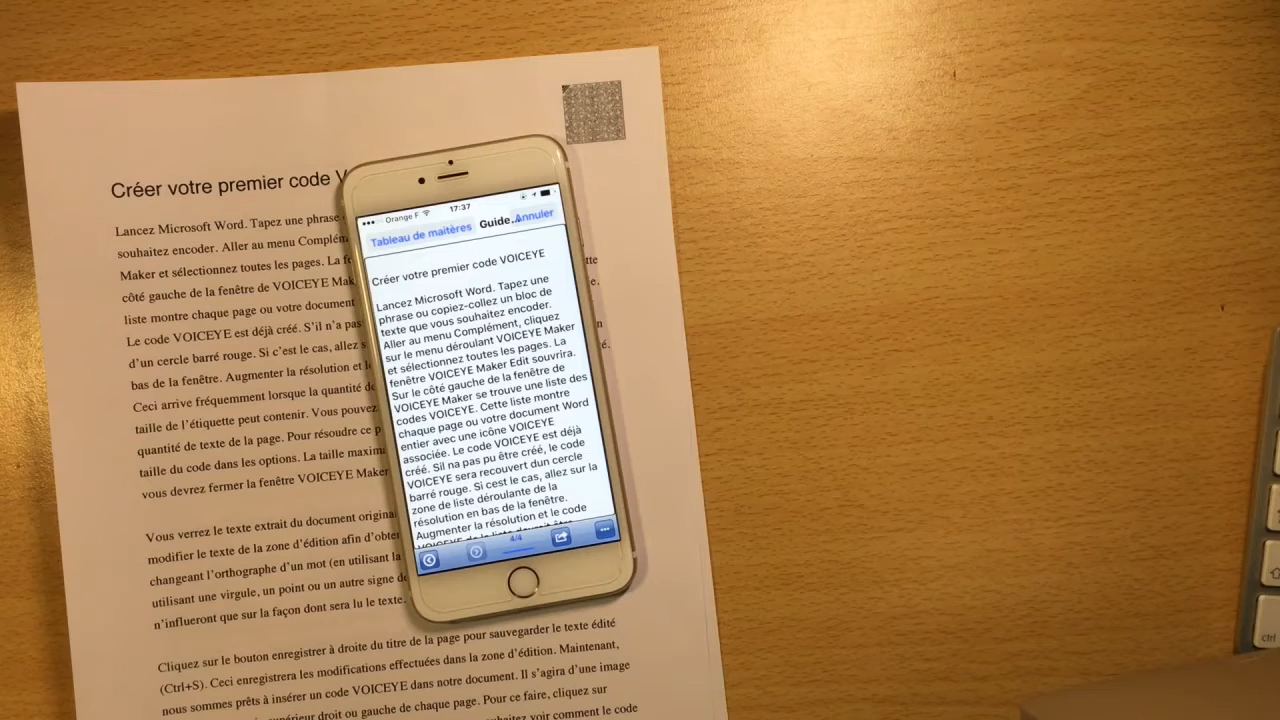 Créer votre premier code V
Lancez Microsoft Word. Tapez une phrase
souhaitez encoder. Aller au menu Complém
Maker et sélectionnez toutes les pages. La f
côté gauche de la fenêtre de VOICEYE Mak
liste montre chaque page ou votre document
Le code VOICEYE est déjà créé. S'il n'a pas
d'un cercle barré rouge. Si c'est le cas, allez s
bas de la fenêtre. Augmenter la résolution et le
Ceci arrive fréquemment lorsque la quantité de
taille de l'étiquette peut contenir. Vous pouvez
quantité de texte de la page. Pour résoudre ce p
taille du code dans les options. La taille maxima
vous devrez fermer la fenêtre VOICEYE Maker
Vous verrez le texte extrait du document origina
modifier le texte de la zone d'édition afin d'obte
changeant l'orthographe d'un mot (en utilisant la
utilisant une virgule, un point ou un autre signe de
n'influeront que sur la façon dont sera lu le texte.
Cliquez sur le bouton enregistrer à droite du titre de la page pour sauvegarder le texte édité
(Ctrl+S). Ceci enregistrera les modifications effectuées dans la zone d'édition. Maintenant,
nous sommes prêts à insérer un code VOICEYE dans notre document. Il s'agira d'une image
supérieur droit ou gauche de chaque page. Pour ce faire, cliquez sur
souhaitez voir comment le code
Orange F 17:37
Tableau de maitères Guide... Annuler
Créer votre premier code VOICEYE
Lancez Microsoft Word. Tapez une
phrase ou copiez-collez un bloc de
texte que vous souhaitez encoder.
Aller au menu Complément, cliquez
sur le menu déroulant VOICEYE Maker
et sélectionnez toutes les pages. La
fenêtre VOICEYE Maker Edit souvrira.
Sur le côté gauche de la fenêtre de
VOICEYE Maker se trouve une liste des
codes VOICEYE. Cette liste montre
chaque page ou votre document Word
entier avec une icône VOICEYE
associée. Le code VOICEYE est déjà
créé. Sil na pas pu être créé, le code
VOICEYE sera recouvert dun cercle
barré rouge. Si cest le cas, allez sur la
zone de liste déroulante de la
résolution en bas de la fenêtre.
Augmenter la résolution et le code
VOICEYE de la liste devrait être
4/4
ctrl